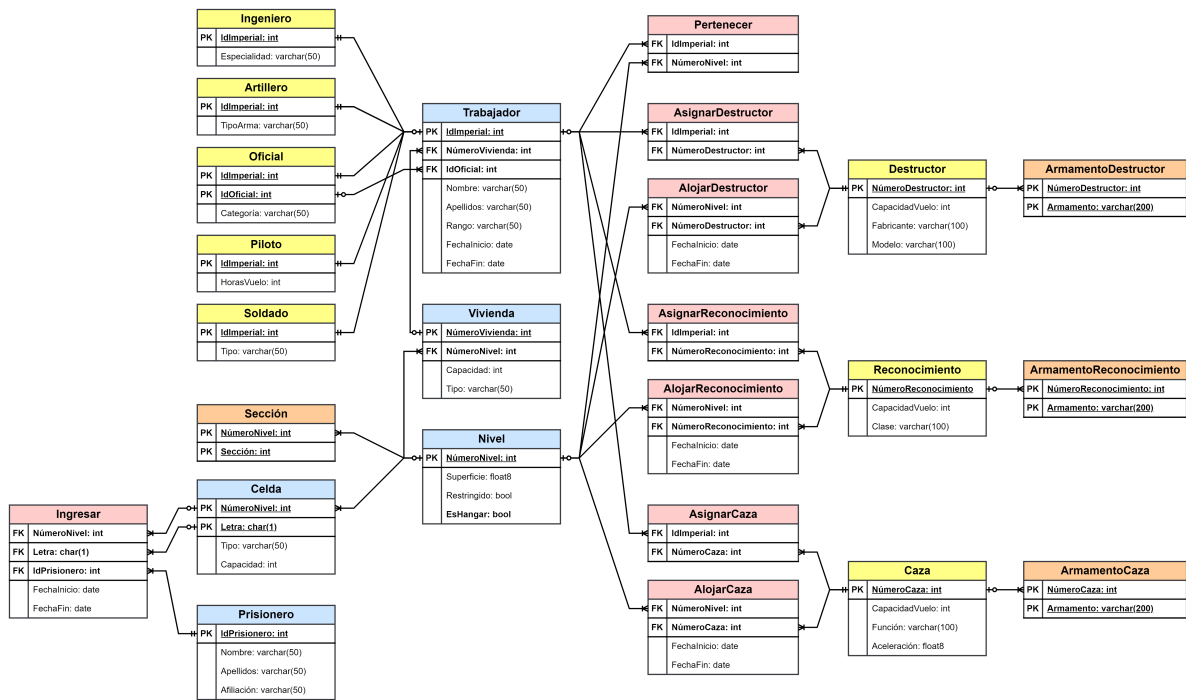 Ingeniero
PK IdImperial: int
Especialidad: varchar(50)
Artillero
PK IdImperial: int
TipoArma: varchar(50)
Oficial
PK IdImperial: int
PK IdOficial: int
Categoría: varchar(50)
Piloto
PK IdImperial: int
HorasVuelo: int
Soldado
PK IdImperial: int
Tipo: varchar(50)
Sección
PK NúmeroNivel: int
PK Sección: int
Celda
PK NúmeroNivel: int
PK Letra: char(1)
Tipo: varchar(50)
Capacidad: int
Ingresar
FK NúmeroNivel: int
FK Letra: char(1)
FK IdPrisionero: int
FechaInicio: date
FechaFin: date
Prisionero
PK IdPrisionero: int
Nombre: varchar(50)
Apellidos: varchar(50)
Afiliación: varchar(50)
Trabajador
PK IdImperial: int
FK NúmeroVivienda: int
FK IdOficial: int
Nombre: varchar(50)
Apellidos: varchar(50)
Rango: varchar(50)
FechaInicio: date
FechaFin: date
Vivienda
PK NúmeroVivienda: int
FK NúmeroNivel: int
Capacidad: int
Tipo: varchar(50)
Nivel
PK NúmeroNivel: int
Superficie: float8
Restringido: bool
EsHangar: bool
Pertenecer
FK IdImperial: int
FK NúmeroNivel: int
AsignarDestructor
FK IdImperial: int
FK NúmeroDestructor: int
AlojarDestructor
FK NúmeroNivel: int
FK NúmeroDestructor: int
FechaInicio: date
FechaFin: date
AsignarReconocimiento
FK IdImperial: int
FK NúmeroReconocimiento: int
AlojarReconocimiento
FK NúmeroNivel: int
FK NúmeroReconocimiento: int
FechaInicio: date
FechaFin: date
AsignarCaza
FK IdImperial: int
FK NúmeroCaza: int
AlojarCaza
FK NúmeroNivel: int
FK NúmeroCaza: int
FechaInicio: date
FechaFin: date
Destructor
PK NúmeroDestructor: int
CapacidadVuelo: int
Fabricante: varchar(100)
Modelo: varchar(100)
Reconocimiento
PK NúmeroReconocimiento
CapacidadVuelo: int
Clase: varchar(100)
Caza
PK NúmeroCaza: int
CapacidadVuelo: int
Función: varchar(100)
Aceleración: float8
ArmamentoDestructor
PK NúmeroDestructor: int
PK Armamento: varchar(200)
ArmamentoReconocimiento
PK NúmeroReconocimiento: int
PK Armamento: varchar(200)
ArmamentoCaza
PK NúmeroCaza: int
PK Armamento: varchar(200)